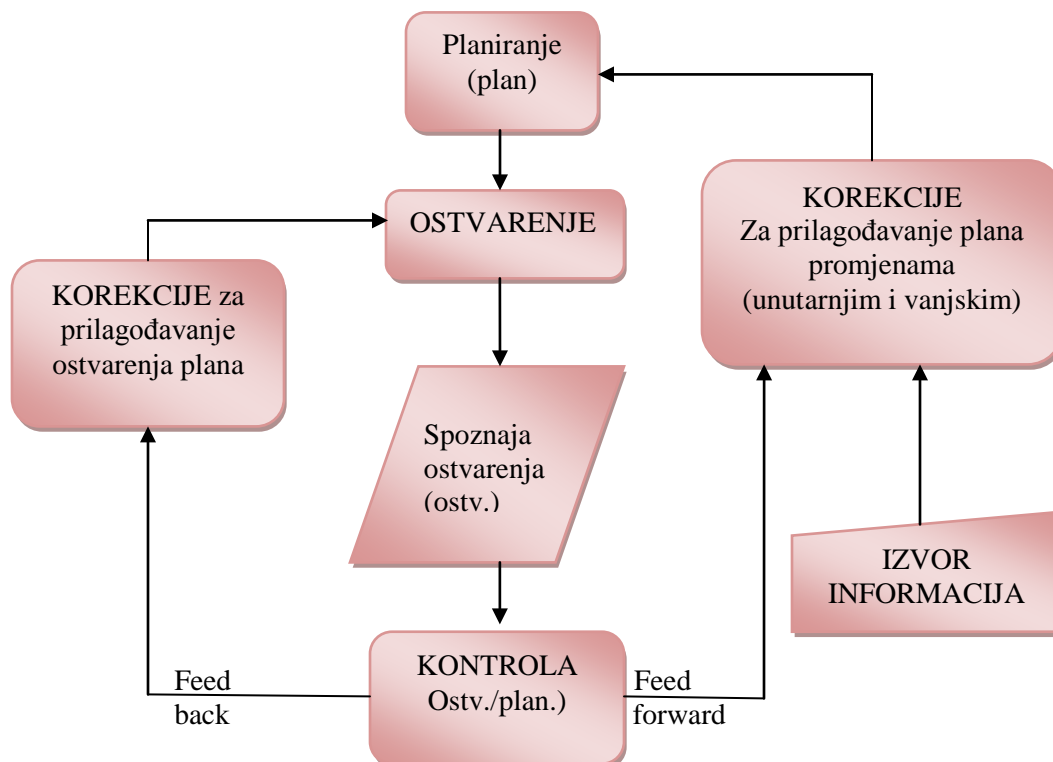 Planiranje
(plan)
KOREKCIJE
Za prilagođavanje plana
promjenama
(unutarnjim i vanjskim)
OSTVARENJE
KOREKCIJE za
prilagođavanje
ostvarenja plana
Spoznaja
ostvarenja
(ostv.)
IZVOR
INFORMACIJA
KONTROLA
Ostv./plan.)
Feed
back
Feed
forward